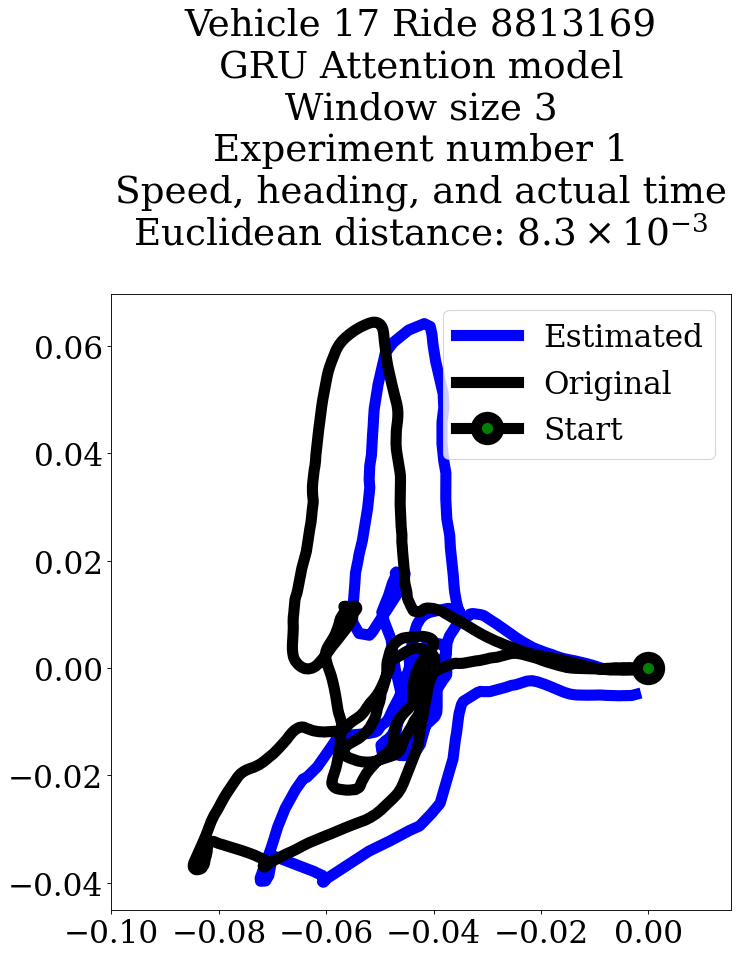 Vehicle 17 Ride 8813169
GRU Attention model
Window size 3
Experiment number 1
Speed, heading, and actual time
Euclidean distance: 8.3 × 10⁻³
Estimated
Original
Start
0.06
0.04
0.02
0.00
−0.02
−0.04
−0.10 −0.08 −0.06 −0.04 −0.02 0.00